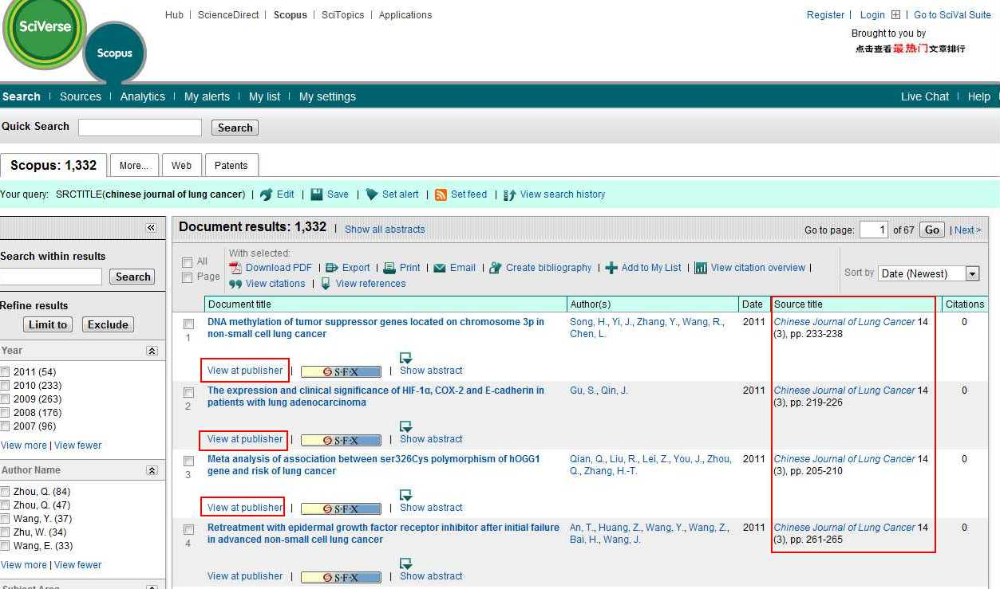 SciVerse
Scopus
Hub | ScienceDirect | Scopus | SciTopics | Applications
Register | Login | Go to SciVal Suite
Brought to you by
点击查看最热门文章排行
Search | Sources | Analytics | My alerts | My list | My settings
Live Chat | Help
Quick Search Search
Scopus: 1,332 More... Web Patents
Your query: SRCTITLE(chinese journal of lung cancer) | Edit | Save | Set alert | Set feed | View search history
«
Search within results
Search
Refine results
Limit to Exclude
Year
2011 (54)
2010 (233)
2009 (263)
2008 (176)
2007 (96)
View more | View fewer
Author Name
Zhou, Q. (84)
Zhou, Q. (47)
Wang, Y. (37)
Zhu, W. (34)
Wang, E. (33)
View more | View fewer
Subject Area
Document results: 1,332 | Show all abstracts
Go to page: 1 of 67 Go | Next >
All
Page
With selected:
Download PDF | Export | Print | Email | Create bibliography | Add to My List | View citation overview |
View citations | View references
Sort by Date (Newest)
Document title Author(s) Date Source title Citations
1
DNA methylation of tumor suppressor genes located on chromosome 3p in
non-small cell lung cancer
Song, H., Yi, J., Zhang, Y., Wang, R.,
Chen, L.
2011
Chinese Journal of Lung Cancer 14
(3), pp. 233-238
0
View at publisher | S·F·X | Show abstract
2
The expression and clinical significance of HIF-1α, COX-2 and E-cadherin in
patients with lung adenocarcinoma
Gu, S., Qin, J.
2011
Chinese Journal of Lung Cancer 14
(3), pp. 219-226
0
View at publisher | S·F·X | Show abstract
3
Meta analysis of association between ser326Cys polymorphism of hOGG1
gene and risk of lung cancer
Qian, Q., Liu, R., Lei, Z., You, J., Zhou,
Q., Zhang, H.-T.
2011
Chinese Journal of Lung Cancer 14
(3), pp. 205-210
0
View at publisher | S·F·X | Show abstract
4
Retreatment with epidermal growth factor receptor inhibitor after initial failure
in advanced non-small cell lung cancer
An, T., Huang, Z., Wang, Y., Wang, Z.,
Bai, H., Wang, J.
2011
Chinese Journal of Lung Cancer 14
(3), pp. 261-265
0
View at publisher | S·F·X | Show abstract